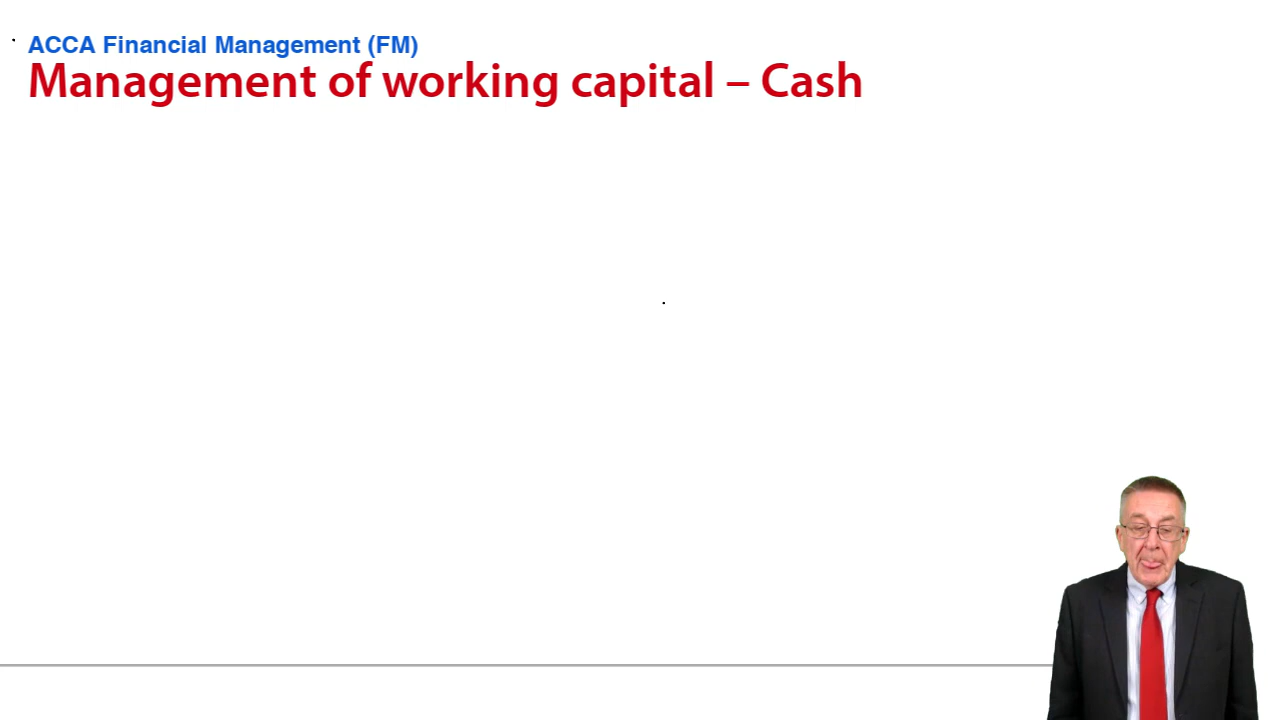 ACCA Financial Management (FM)
Management of working capital – Cash